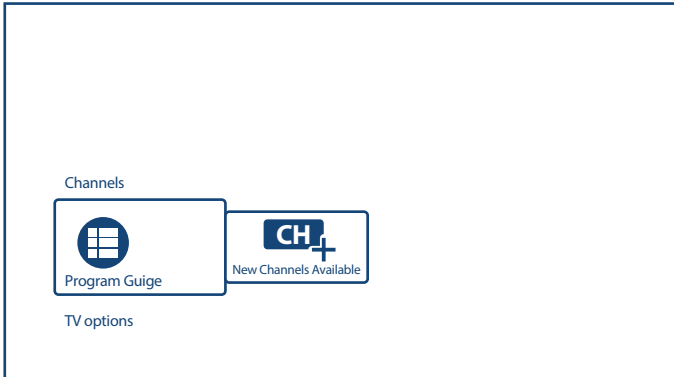 Channels
CH
Program Guige
New Channels Available
TV options